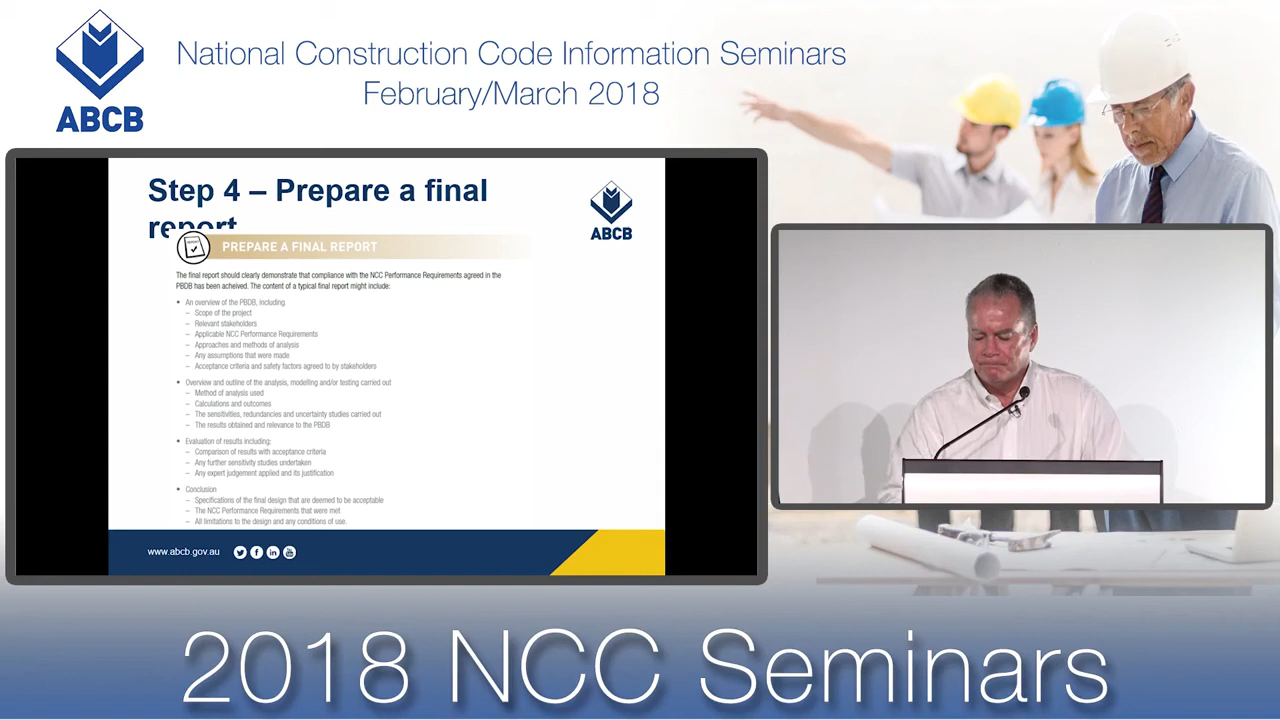 National Construction Code Information Seminars
February/March 2018
ABCB
Step 4 – Prepare a final
report
ABCB
PREPARE A FINAL REPORT
The final report should clearly demonstrate that compliance with the NCC Performance Requirements agreed in the
PBDB has been acheived. The content of a typical final report might include:
• An overview of the PBDB, including
– Scope of the project
– Relevant stakeholders
– Applicable NCC Performance Requirements
– Approaches and methods of analysis
– Any assumptions that were made
– Acceptance criteria and safety factors agreed to by stakeholders
• Overview and outline of the analysis, modelling and/or testing carried out
– Method of analysis used
– Calculations and outcomes
– The sensitivities, redundancies and uncertainty studies carried out
– The results obtained and relevance to the PBDB
• Evaluation of results including:
– Comparison of results with acceptance criteria
– Any further sensitivity studies undertaken
– Any expert judgement applied and its justification
• Conclusion
– Specifications of the final design that are deemed to be acceptable
– The NCC Performance Requirements that were met
– All limitations to the design and any conditions of use.
www.abcb.gov.au
2018 NCC Seminars